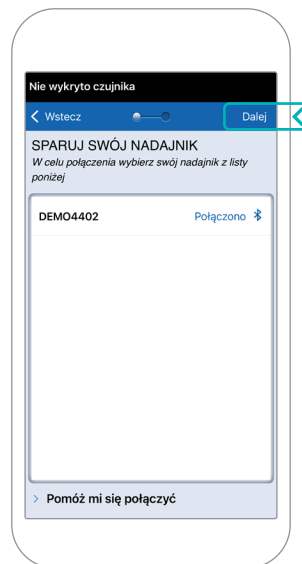 Nie wykryto czujnika
Wstecz Dalej
SPARUJ SWÓJ NADAJNIK
W celu połączenia wybierz swój nadajnik z listy
poniżej
DEMO4402 Połączono
Pomóż mi się połączyć